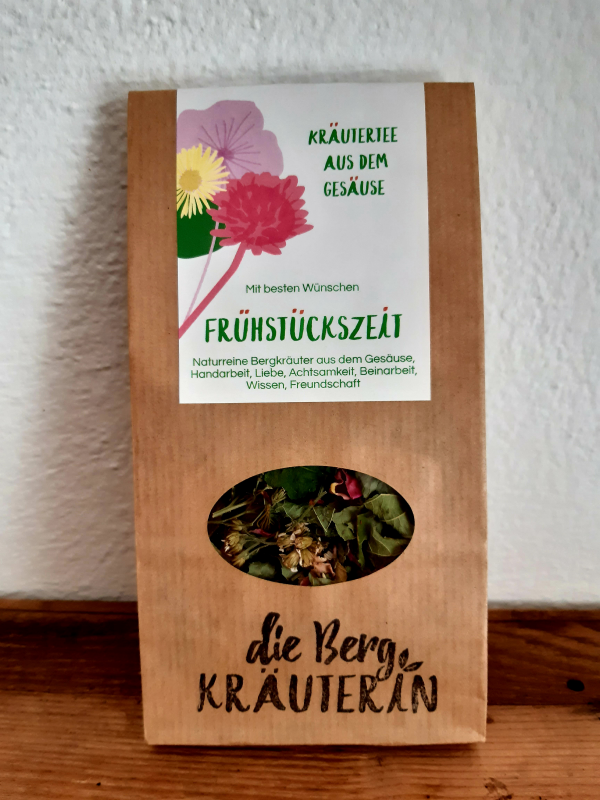 KRÄUTERTEE
AUS DEM
GESÄUSE
Mit besten Wünschen
FRÜHSTÜCKSZEIT
Naturreine Bergkräuter aus dem Gesäuse,
Handarbeit, Liebe, Achtsamkeit, Beinarbeit,
Wissen, Freundschaft
die Berg
KRÄUTERIN